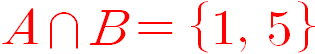 A ∩ B = {1, 5}